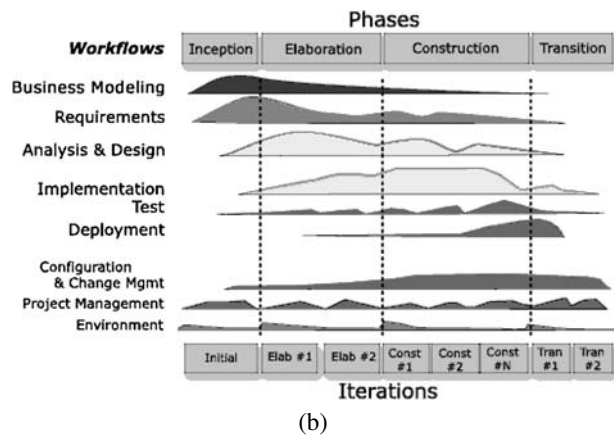 Phases
Workflows Inception Elaboration Construction Transition
Business Modeling
Requirements
Analysis & Design
Implementation
Test
Deployment
Configuration
& Change Mgmt
Project Management
Environment
Initial Elab #1 Elab #2 Const #1 Const #2 Const #N Tran #1 Tran #2
Iterations
(b)